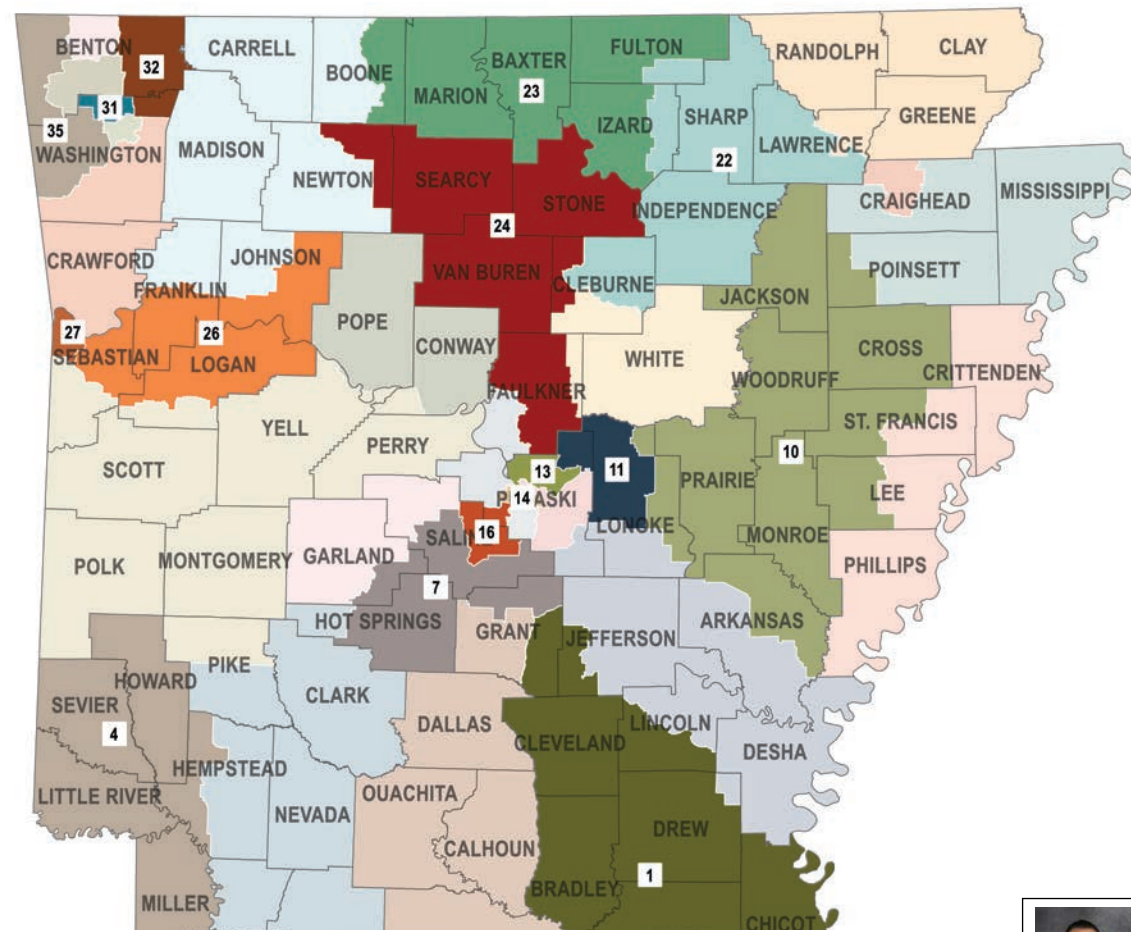 BENTON
CARRELL
BOONE
MARION
BAXTER
FULTON
RANDOLPH
CLAY
32
31
35
23
WASHINGTON
MADISON
NEWTON
SEARCY
STONE
IZARD
SHARP
LAWRENCE
GREENE
22
CRAIGHEAD
MISSISSIPPI
24
INDEPENDENCE
CRAWFORD
FRANKLIN
JOHNSON
VAN BUREN
CLEBURNE
POINSETT
JACKSON
27
26
SEBASTIAN
LOGAN
POPE
CONWAY
FAULKNER
WHITE
WOODRUFF
CROSS
CRITTENDEN
ST. FRANCIS
YELL
PERRY
SCOTT
13
11
10
14
PULASKI
PRAIRIE
LEE
LONOKE
16
SALINE
MONROE
POLK
MONTGOMERY
GARLAND
PHILLIPS
7
HOT SPRINGS
GRANT
JEFFERSON
ARKANSAS
HOWARD
PIKE
CLARK
SEVIER
4
DALLAS
CLEVELAND
LINCOLN
DESHA
HEMPSTEAD
LITTLE RIVER
NEVADA
OUACHITA
CALHOUN
DREW
1
MILLER
BRADLEY
CHICOT